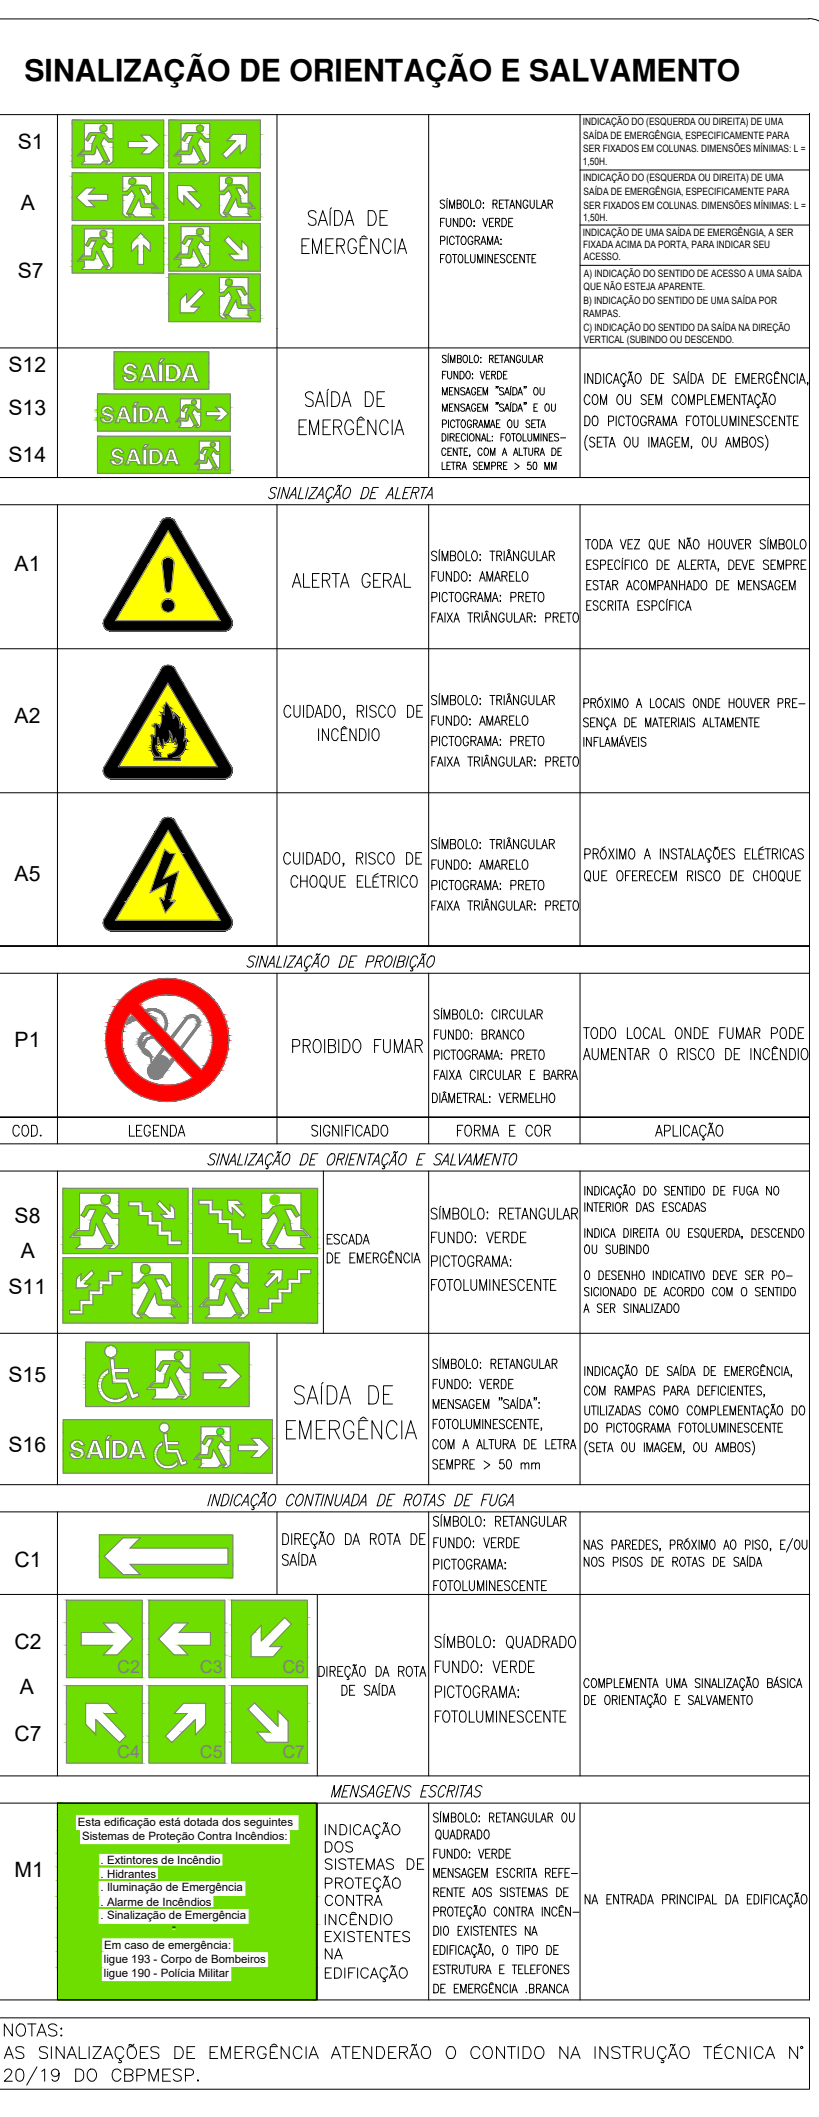 SINALIZAÇÃO DE ORIENTAÇÃO E SALVAMENTO
S1
A
S7
SAÍDA DE
EMERGÊNCIA
SÍMBOLO: RETANGULAR
FUNDO: VERDE
PICTOGRAMA:
FOTOLUMINESCENTE
INDICAÇÃO DO (ESQUERDA OU DIREITA) DE UMA
SAÍDA DE EMERGÊNGIA, ESPECIFICAMENTE PARA
SER FIXADOS EM COLUNAS. DIMENSÕES MÍNIMAS: L =
1,50H.
INDICAÇÃO DO (ESQUERDA OU DIREITA) DE UMA
SAÍDA DE EMERGÊNGIA, ESPECIFICAMENTE PARA
SER FIXADOS EM COLUNAS. DIMENSÕES MÍNIMAS: L =
1,50H.
INDICAÇÃO DE UMA SAÍDA DE EMERGÊNGIA, A SER
FIXADA ACIMA DA PORTA, PARA INDICAR SEU
ACESSO.
A) INDICAÇÃO DO SENTIDO DE ACESSO A UMA SAÍDA
QUE NÃO ESTEJA APARENTE.
B) INDICAÇÃO DO SENTIDO DE UMA SAÍDA POR
RAMPAS.
C) INDICAÇÃO DO SENTIDO DA SAÍDA NA DIREÇÃO
VERTICAL (SUBINDO OU DESCENDO.
S12
S13
S14
SAÍDA
SAÍDA
SAÍDA
SAÍDA DE
EMERGÊNCIA
SÍMBOLO: RETANGULAR
FUNDO: VERDE
MENSAGEM "SAÍDA" OU
MENSAGEM "SAÍDA" E OU
PICTOGRAMAE OU SETA
DIRECIONAL: FOTOLUMINES-
CENTE, COM A ALTURA DE
LETRA SEMPRE > 50 MM
INDICAÇÃO DE SAÍDA DE EMERGÊNCIA,
COM OU SEM COMPLEMENTAÇÃO
DO PICTOGRAMA FOTOLUMINESCENTE
(SETA OU IMAGEM, OU AMBOS)
SINALIZAÇÃO DE ALERTA
A1
ALERTA GERAL
SÍMBOLO: TRIÂNGULAR
FUNDO: AMARELO
PICTOGRAMA: PRETO
FAIXA TRIÂNGULAR: PRETO
TODA VEZ QUE NÃO HOUVER SÍMBOLO
ESPECÍFICO DE ALERTA, DEVE SEMPRE
ESTAR ACOMPANHADO DE MENSAGEM
ESCRITA ESPCÍFICA
A2
CUIDADO, RISCO DE
INCÊNDIO
SÍMBOLO: TRIÂNGULAR
FUNDO: AMARELO
PICTOGRAMA: PRETO
FAIXA TRIÂNGULAR: PRETO
PRÓXIMO A LOCAIS ONDE HOUVER PRE-
SENÇA DE MATERIAIS ALTAMENTE
INFLAMÁVEIS
A5
CUIDADO, RISCO DE
CHOQUE ELÉTRICO
SÍMBOLO: TRIÂNGULAR
FUNDO: AMARELO
PICTOGRAMA: PRETO
FAIXA TRIÂNGULAR: PRETO
PRÓXIMO A INSTALAÇÕES ELÉTRICAS
QUE OFERECEM RISCO DE CHOQUE
SINALIZAÇÃO DE PROIBIÇÃO
P1
PROIBIDO FUMAR
SÍMBOLO: CIRCULAR
FUNDO: BRANCO
PICTOGRAMA: PRETO
FAIXA CIRCULAR E BARRA
DIÂMETRAL: VERMELHO
TODO LOCAL ONDE FUMAR PODE
AUMENTAR O RISCO DE INCÊNDIO
COD. LEGENDA SIGNIFICADO FORMA E COR APLICAÇÃO
SINALIZAÇÃO DE ORIENTAÇÃO E SALVAMENTO
S8
A
S11
ESCADA
DE EMERGÊNCIA
SÍMBOLO: RETANGULAR
FUNDO: VERDE
PICTOGRAMA:
FOTOLUMINESCENTE
INDICAÇÃO DO SENTIDO DE FUGA NO
INTERIOR DAS ESCADAS
INDICA DIREITA OU ESQUERDA, DESCENDO
OU SUBINDO
O DESENHO INDICATIVO DEVE SER PO-
SICIONADO DE ACORDO COM O SENTIDO
A SER SINALIZADO
S15
S16
SAÍDA
SAÍDA DE
EMERGÊNCIA
SÍMBOLO: RETANGULAR
FUNDO: VERDE
MENSAGEM "SAÍDA":
FOTOLUMINESCENTE,
COM A ALTURA DE LETRA
SEMPRE > 50 mm
INDICAÇÃO DE SAÍDA DE EMERGÊNCIA,
COM RAMPAS PARA DEFICIENTES,
UTILIZADAS COMO COMPLEMENTAÇÃO DO
DO PICTOGRAMA FOTOLUMINESCENTE
(SETA OU IMAGEM, OU AMBOS)
INDICAÇÃO CONTINUADA DE ROTAS DE FUGA
C1
DIREÇÃO DA ROTA DE
SAÍDA
SÍMBOLO: RETANGULAR
FUNDO: VERDE
PICTOGRAMA:
FOTOLUMINESCENTE
NAS PAREDES, PRÓXIMO AO PISO, E/OU
NOS PISOS DE ROTAS DE SAÍDA
C2
A
C7
C2 C3 C6
C4 C5 C7
DIREÇÃO DA ROTA
DE SAÍDA
SÍMBOLO: QUADRADO
FUNDO: VERDE
PICTOGRAMA:
FOTOLUMINESCENTE
COMPLEMENTA UMA SINALIZAÇÃO BÁSICA
DE ORIENTAÇÃO E SALVAMENTO
MENSAGENS ESCRITAS
M1
Esta edificação está dotada dos seguintes
Sistemas de Proteção Contra Incêndios:
. Extintores de Incêndio
. Hidrantes
. Iluminação de Emergência
. Alarme de Incêndios
. Sinalização de Emergência
Em caso de emergência:
ligue 193 - Corpo de Bombeiros
ligue 190 - Polícia Militar
INDICAÇÃO
DOS
SISTEMAS DE
PROTEÇÃO
CONTRA
INCÊNDIO
EXISTENTES
NA
EDIFICAÇÃO
SÍMBOLO: RETANGULAR OU
QUADRADO
FUNDO: VERDE
MENSAGEM ESCRITA REFE-
RENTE AOS SISTEMAS DE
PROTEÇÃO CONTRA INCÊN-
DIO EXISTENTES NA
EDIFICAÇÃO, O TIPO DE
ESTRUTURA E TELEFONES
DE EMERGÊNCIA .BRANCA
NA ENTRADA PRINCIPAL DA EDIFICAÇÃO
NOTAS:
AS SINALIZAÇÕES DE EMERGÊNCIA ATENDERÃO O CONTIDO NA INSTRUÇÃO TÉCNICA N°
20/19 DO CBPMESP.